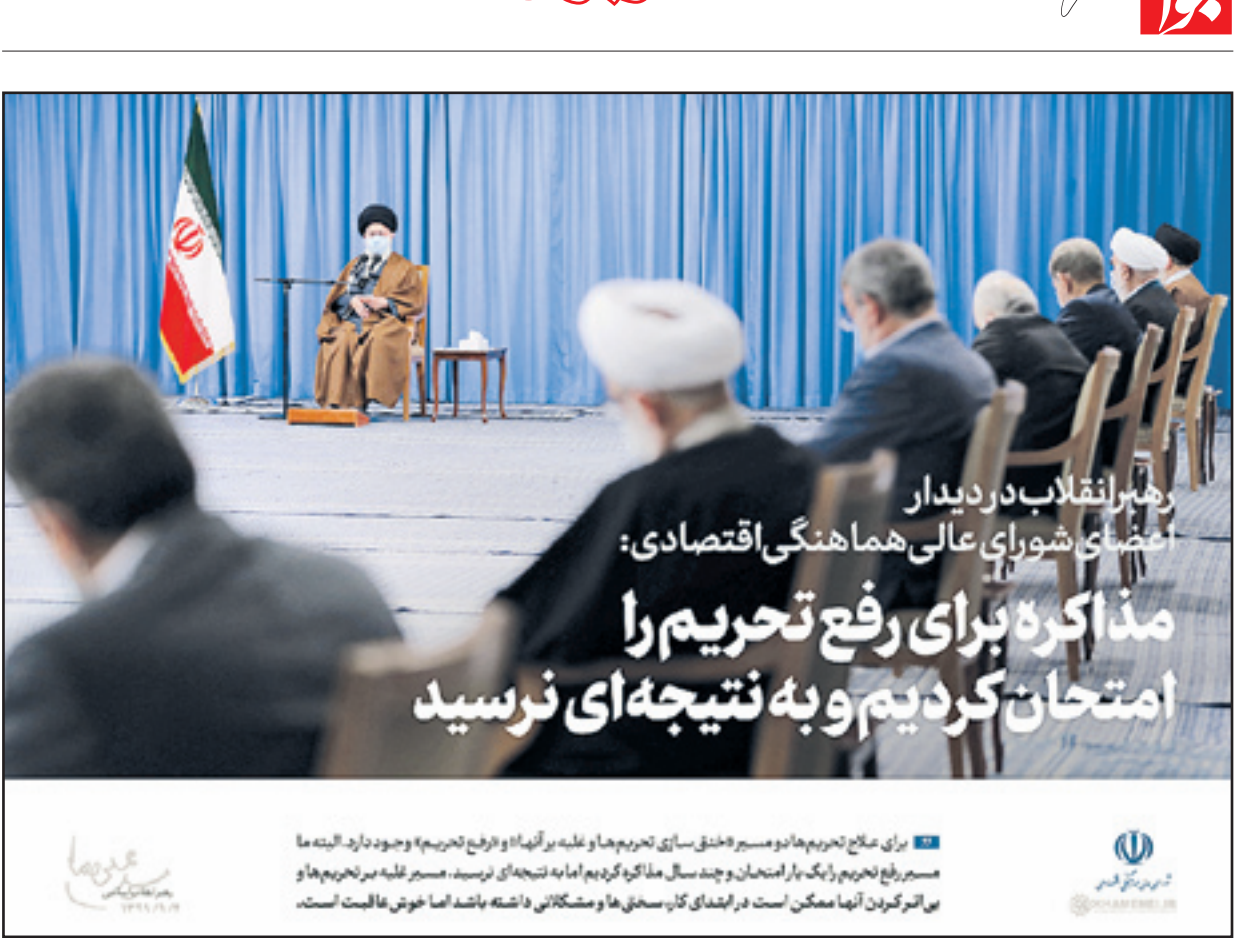 جوان
رهبر انقلاب در دیدار
اعضای شورای عالی هماهنگی اقتصادی:
مذاکره برای رفع تحریم را
امتحان کردیم و به نتیجه‌ای نرسید
برای علاج تحریم‌ها دو مسیر «خنثی‌سازی تحریم‌ها و غلبه بر آنها» و «رفع تحریم» وجود دارد. البته ما
مسیر رفع تحریم را یک بار امتحان و چند سال مذاکره کردیم اما به نتیجه‌ای نرسید. مسیر غلبه بر تحریم‌ها و
بی‌اثر کردن آنها ممکن است در ابتدای کار، سختی‌ها و مشکلاتی داشته باشد اما خوش‌عاقبت است.
KHAMENEI.IR